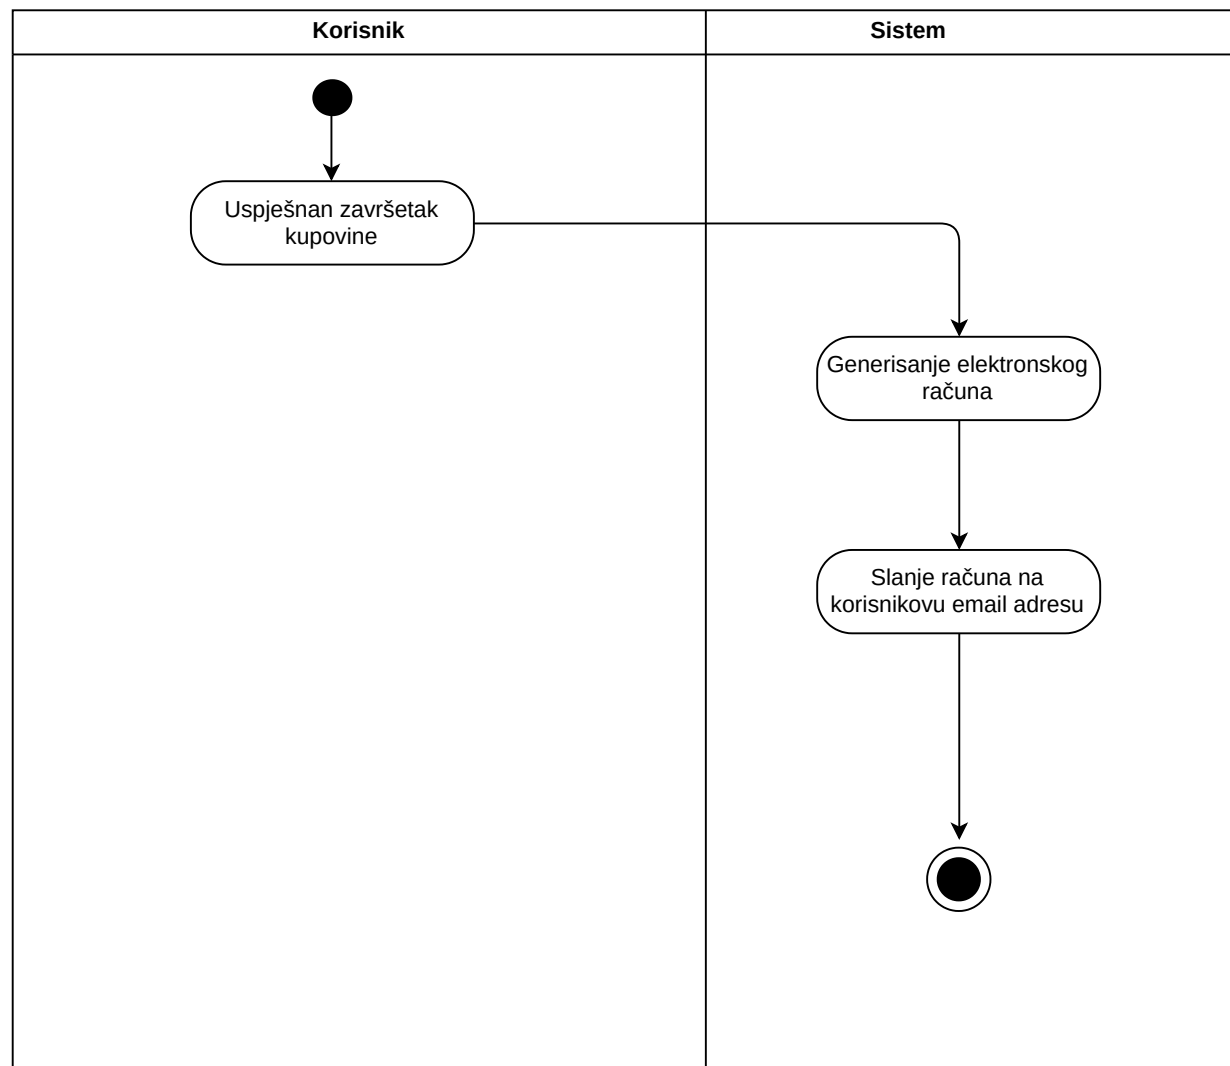 Korisnik
Sistem
Uspješnan završetak
kupovine
Generisanje elektronskog
računa
Slanje računa na
korisnikovu email adresu